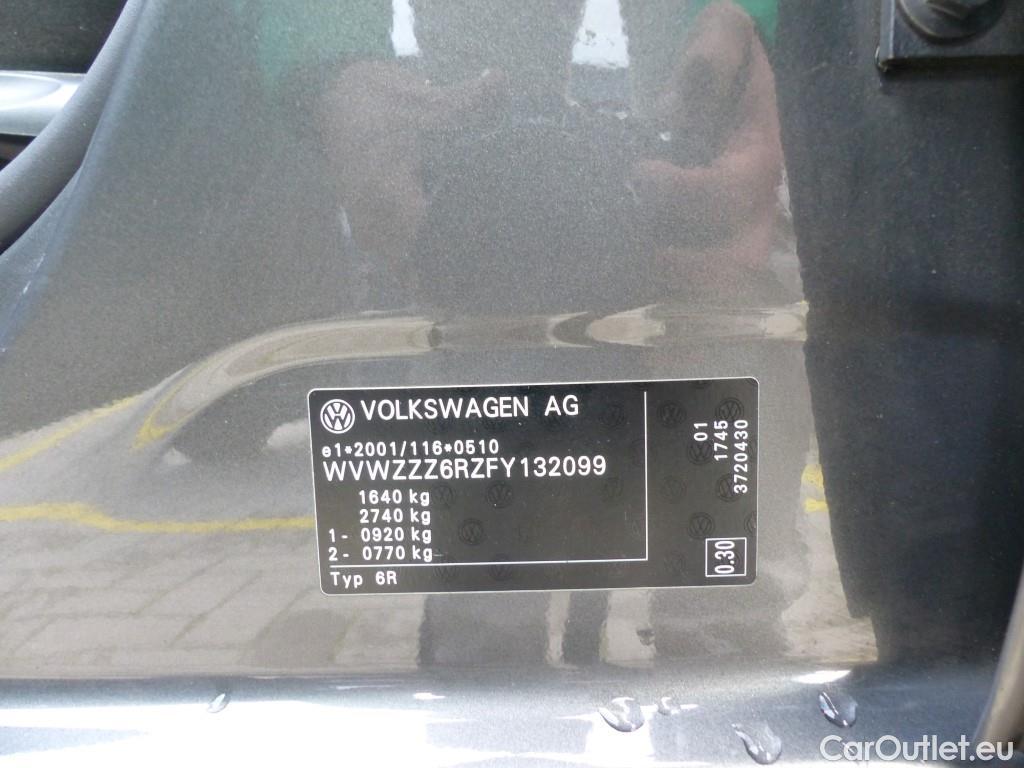 VOLKSWAGEN AG
e1*2001/116*0510
WVWZZZ6RZFY132099
1640 kg
2740 kg
1- 0920 kg
2- 0770 kg
Typ 6R
01
1745
3720430
0.30
CarOutlet.eu